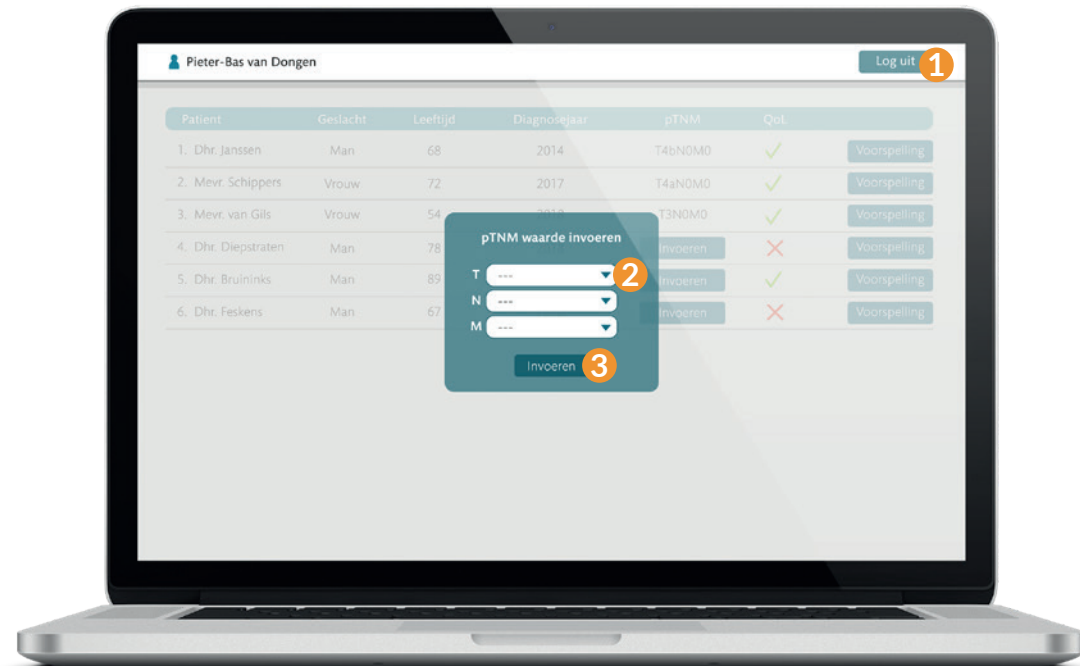 Pieter-Bas van Dongen
Log uit
1
Patient Geslacht Leeftijd Diagnosejaar pTNM QoL
1. Dhr. Janssen Man 68 2014 T4bN0M0 Voorspelling
2. Mevr. Schippers Vrouw 72 2017 T4aN0M0 Voorspelling
3. Mevr. van Gils Vrouw 54 T3N0M0 Voorspelling
4. Dhr. Diepstraten Man 78 Invoeren Voorspelling
5. Dhr. Bruininks Man 89 Invoeren Voorspelling
6. Dhr. Feskens Man 67 Invoeren Voorspelling
pTNM waarde invoeren
T --- 2
N ---
M ---
Invoeren 3